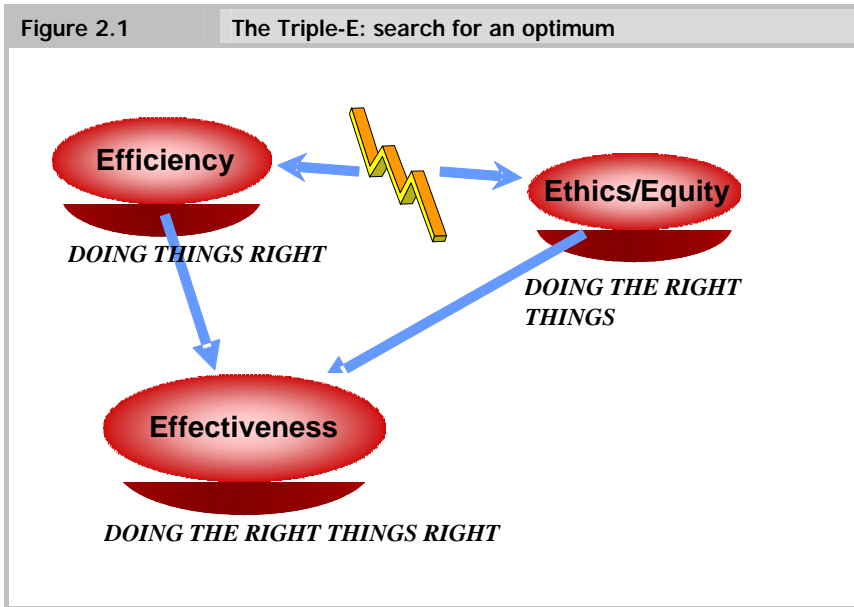 Figure 2.1 The Triple-E: search for an optimum
Efficiency
DOING THINGS RIGHT
Ethics/Equity
DOING THE RIGHT
THINGS
Effectiveness
DOING THE RIGHT THINGS RIGHT